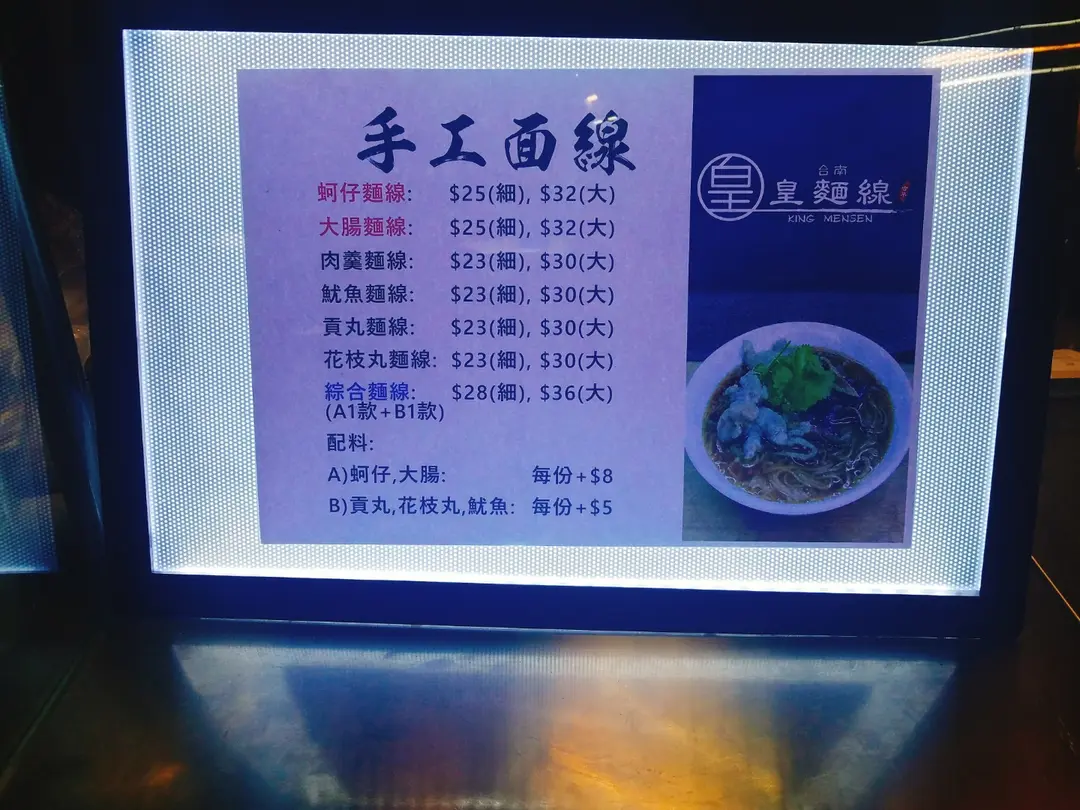 手工面線
蚵仔麵線: $25(細), $32(大)
大腸麵線: $25(細), $32(大)
肉羹麵線: $23(細), $30(大)
魷魚麵線: $23(細), $30(大)
貢丸麵線: $23(細), $30(大)
花枝丸麵線: $23(細), $30(大)
綜合麵線: $28(細), $36(大)
(A1款+B1款)
配料:
A)蚵仔,大腸: 每份+$8
B)貢丸,花枝丸,魷魚: 每份+$5
皇
台南
皇麵線
KING MENSEN